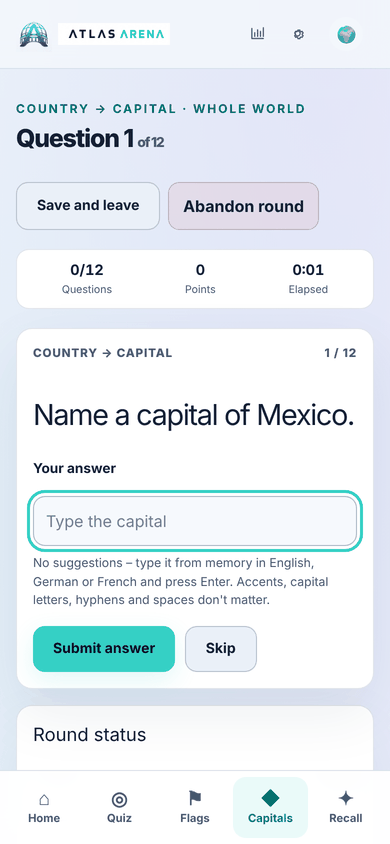 ATLAS ARENA
COUNTRY → CAPITAL · WHOLE WORLD
Question 1 of 12
Save and leave
Abandon round
0/12
Questions
0
Points
0:01
Elapsed
COUNTRY → CAPITAL
1 / 12
Name a capital of Mexico.
Your answer
Type the capital
No suggestions – type it from memory in English,
German or French and press Enter. Accents, capital
letters, hyphens and spaces don't matter.
Submit answer
Skip
Round status
Home
Quiz
Flags
Capitals
Recall